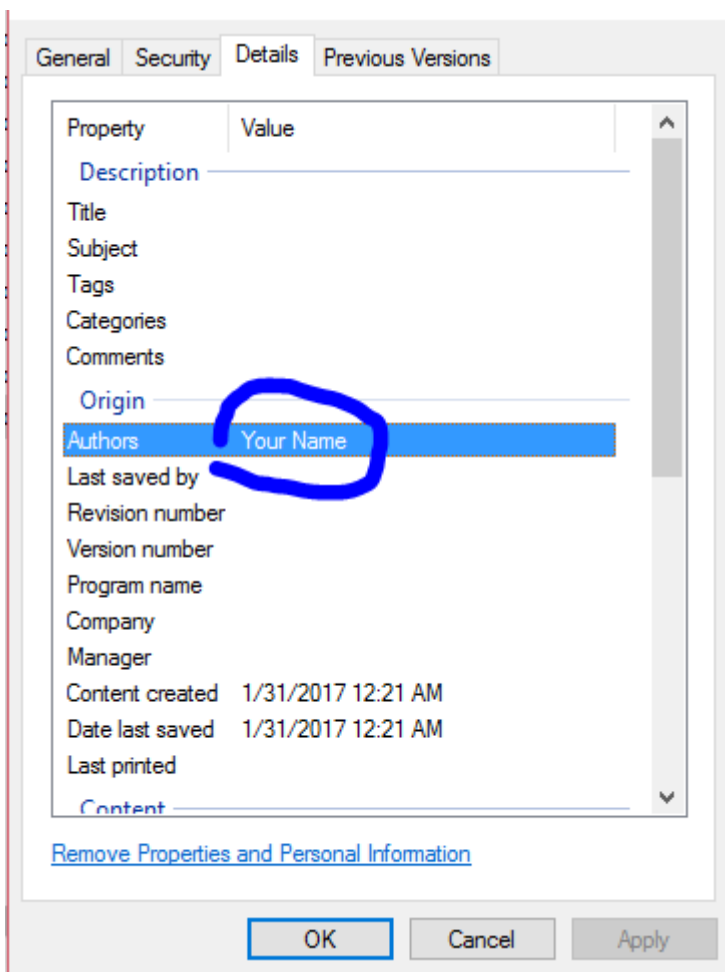 General Security Details Previous Versions
Property Value
Description
Title
Subject
Tags
Categories
Comments
Origin
Authors Your Name
Last saved by
Revision number
Version number
Program name
Company
Manager
Content created 1/31/2017 12:21 AM
Date last saved 1/31/2017 12:21 AM
Last printed
Content
Remove Properties and Personal Information
OK Cancel Apply